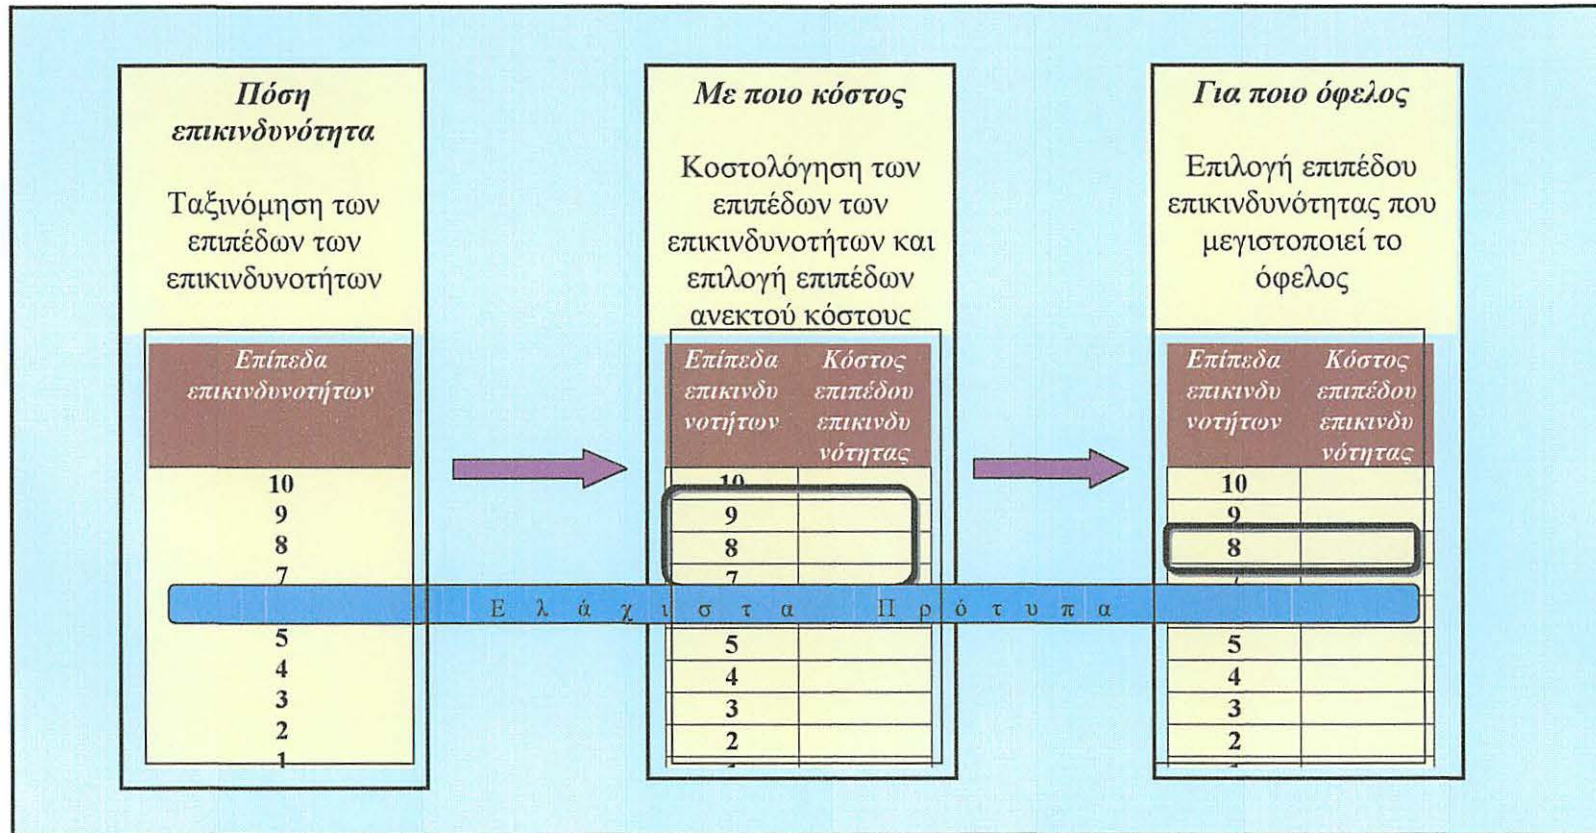 Πόση
επικινδυνότητα
Ταξινόμηση των
επιπέδων των
επικινδυνοτήτων
Επίπεδα
επικινδυνοτήτων
10
9
8
7
5
4
3
2
1
Με ποιο κόστος
Κοστολόγηση των
επιπέδων των
επικινδυνοτήτων και
επιλογή επιπέδων
ανεκτού κόστους
Επίπεδα
επικινδυ
νοτήτων
Κόστος
επιπέδου
επικινδυ
νότητας
10
9
8
7
5
4
3
2
Για ποιο όφελος
Επιλογή επιπέδου
επικινδυνότητας που
μεγιστοποιεί το
όφελος
Επίπεδα
επικινδυ
νοτήτων
Κόστος
επιπέδου
επικινδυ
νότητας
10
9
8
5
4
3
2
Ελάχιστα Πρότυπα